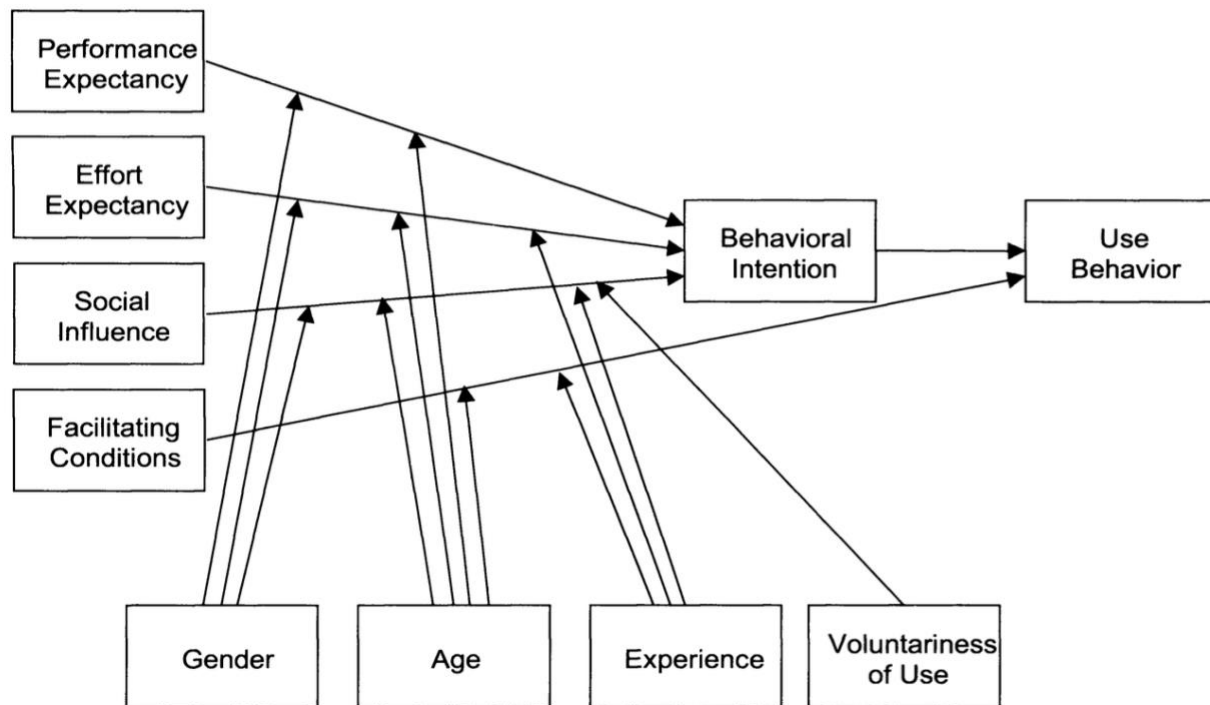 Performance
Expectancy
Effort
Expectancy
Social
Influence
Facilitating
Conditions
Behavioral
Intention
Use
Behavior
Gender
Age
Experience
Voluntariness
of Use